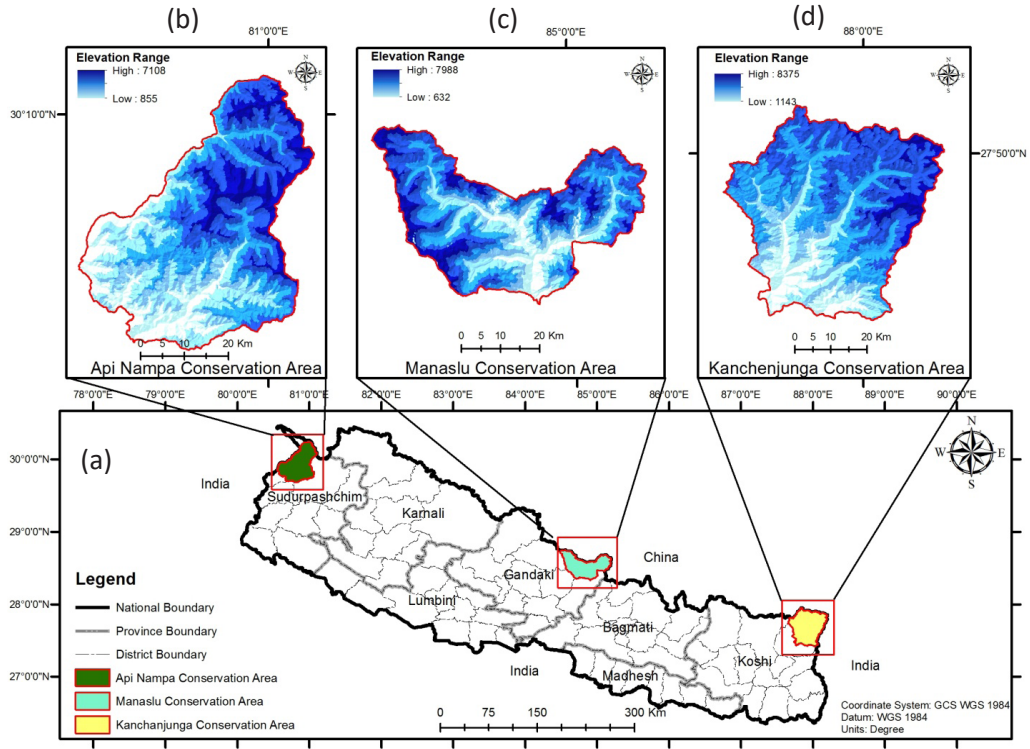 (b)
(c)
(d)
81°0'0"E
85°0'0"E
88°0'0"E
Elevation Range
High : 7108
Low : 855
N
W E
S
30°10'0"N
0 5 10 20 Km
Api Nampa Conservation Area
Elevation Range
High : 7988
Low : 632
N
W E
S
0 5 10 20 Km
Manaslu Conservation Area
Elevation Range
High : 8375
Low : 1143
N
W E
S
27°50'0"N
0 5 10 20 Km
Kanchenjunga Conservation Area
78°0'0"E 79°0'0"E 80°0'0"E 81°0'0"E 82°0'0"E 83°0'0"E 84°0'0"E 85°0'0"E 87°0'0"E 88°0'0"E 90°0'0"E
(a)
30°0'0"N
29°0'0"N
28°0'0"N
27°0'0"N
N
W E
S
India
Sudurpashchim
Karnali
Gandaki
China
Lumbini
Bagmati
India
Madhesh
Koshi
India
Legend
National Boundary
Province Boundary
District Boundary
Api Nampa Conservation Area
Manaslu Conservation Area
Kanchanjunga Conservation Area
0 75 150 300 Km
Coordinate System: GCS WGS 1984
Datum: WGS 1984
Units: Degree